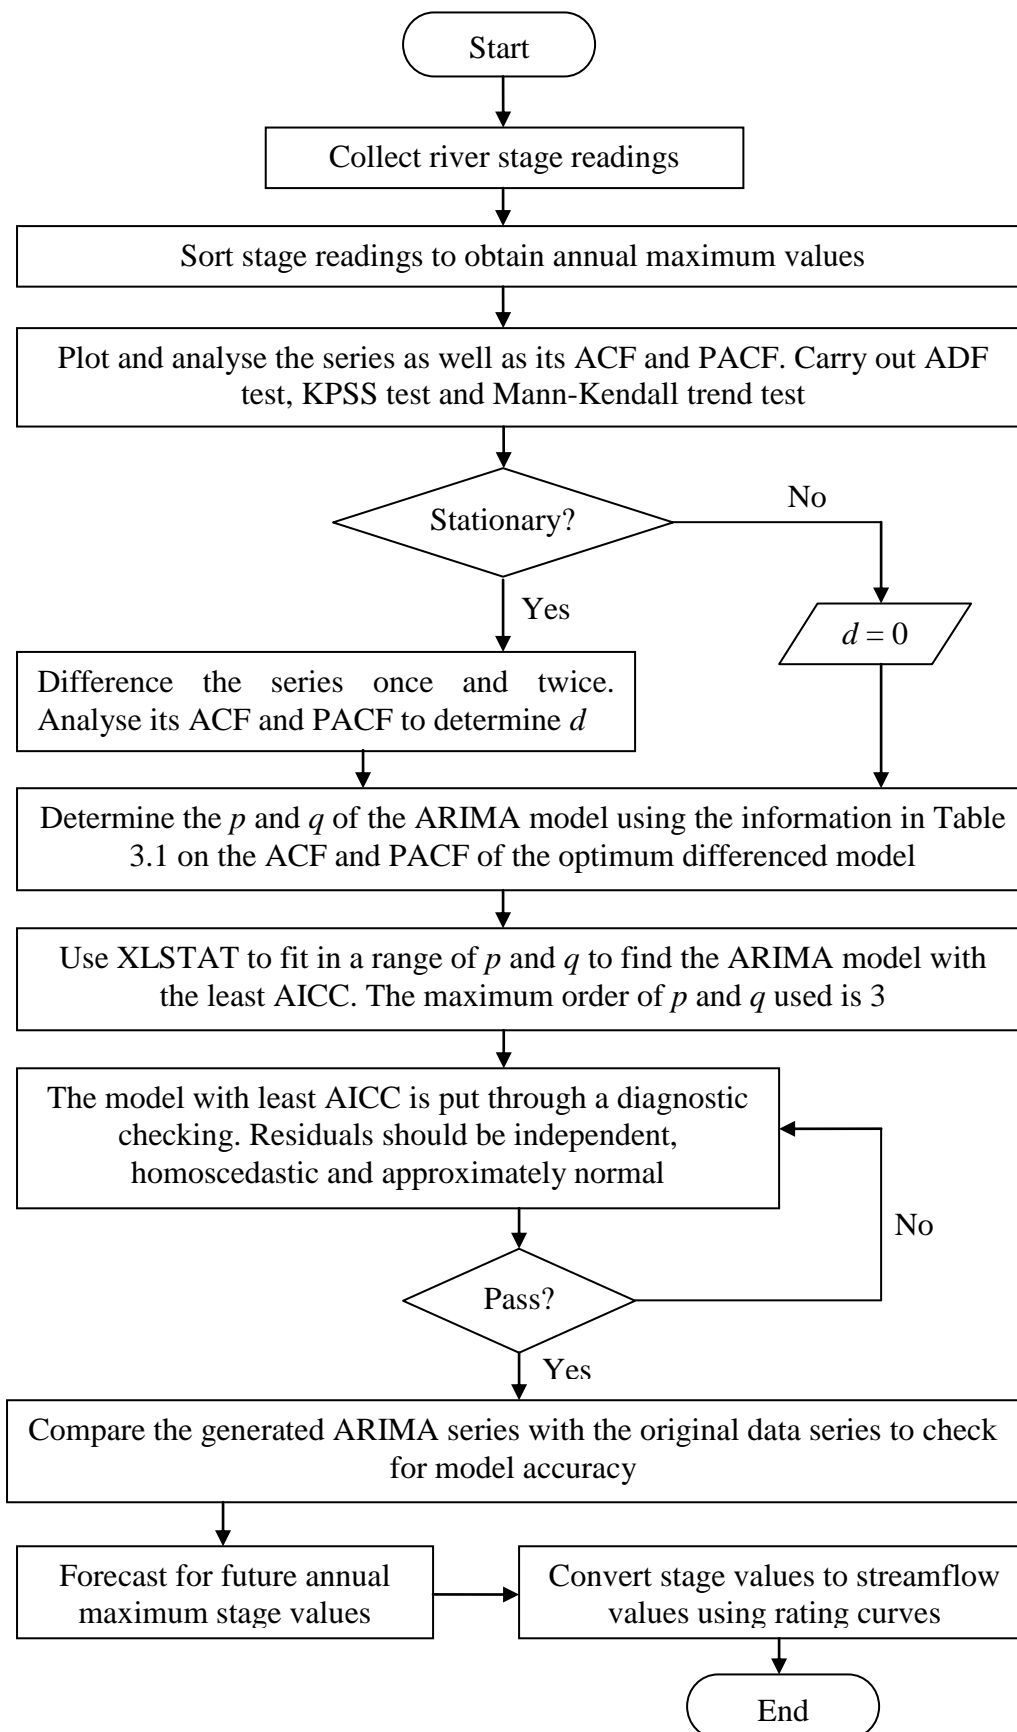 Start
Collect river stage readings
Sort stage readings to obtain annual maximum values
Plot and analyse the series as well as its ACF and PACF. Carry out ADF
test, KPSS test and Mann-Kendall trend test
Stationary?
No
Yes
d = 0
Difference the series once and twice.
Analyse its ACF and PACF to determine d
Determine the p and q of the ARIMA model using the information in Table
3.1 on the ACF and PACF of the optimum differenced model
Use XLSTAT to fit in a range of p and q to find the ARIMA model with
the least AICC. The maximum order of p and q used is 3
The model with least AICC is put through a diagnostic
checking. Residuals should be independent,
homoscedastic and approximately normal
No
Pass?
Yes
Compare the generated ARIMA series with the original data series to check
for model accuracy
Forecast for future annual
maximum stage values
Convert stage values to streamflow
values using rating curves
End